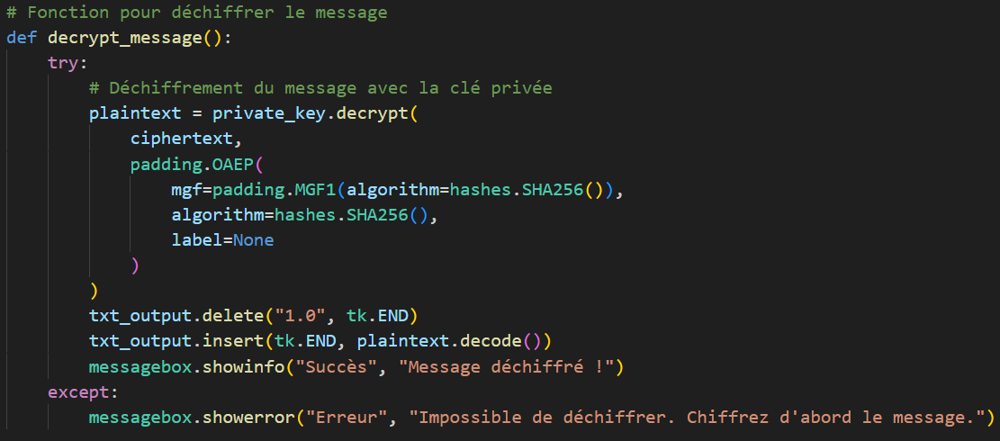 # Fonction pour déchiffrer le message
def decrypt_message():
    try:
        # Déchiffrement du message avec la clé privée
        plaintext = private_key.decrypt(
            ciphertext,
            padding.OAEP(
                mgf=padding.MGF1(algorithm=hashes.SHA256()),
                algorithm=hashes.SHA256(),
                label=None
            )
        )
        txt_output.delete("1.0", tk.END)
        txt_output.insert(tk.END, plaintext.decode())
        messagebox.showinfo("Succès", "Message déchiffré !")
    except:
        messagebox.showerror("Erreur", "Impossible de déchiffrer. Chiffrez d'abord le message.")